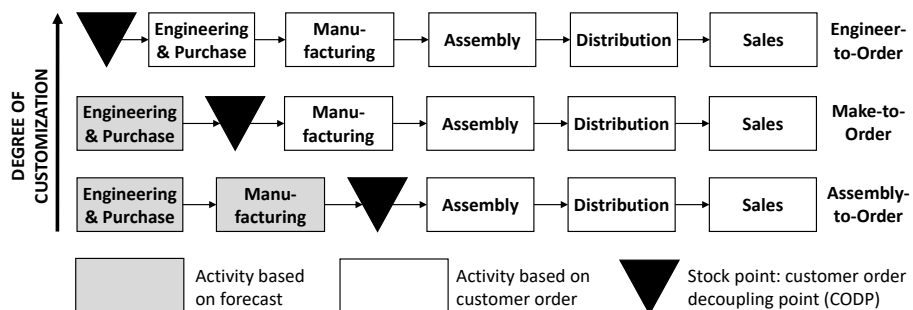 DEGREE OF
CUSTOMIZATION
Engineering
& Purchase
Manu-
facturing
Assembly
Distribution
Sales
Engineer-
to-Order
Engineering
& Purchase
Manu-
facturing
Assembly
Distribution
Sales
Make-to-
Order
Engineering
& Purchase
Manu-
facturing
Assembly
Distribution
Sales
Assembly-
to-Order
Activity based
on forecast
Activity based on
customer order
Stock point: customer order
decoupling point (CODP)